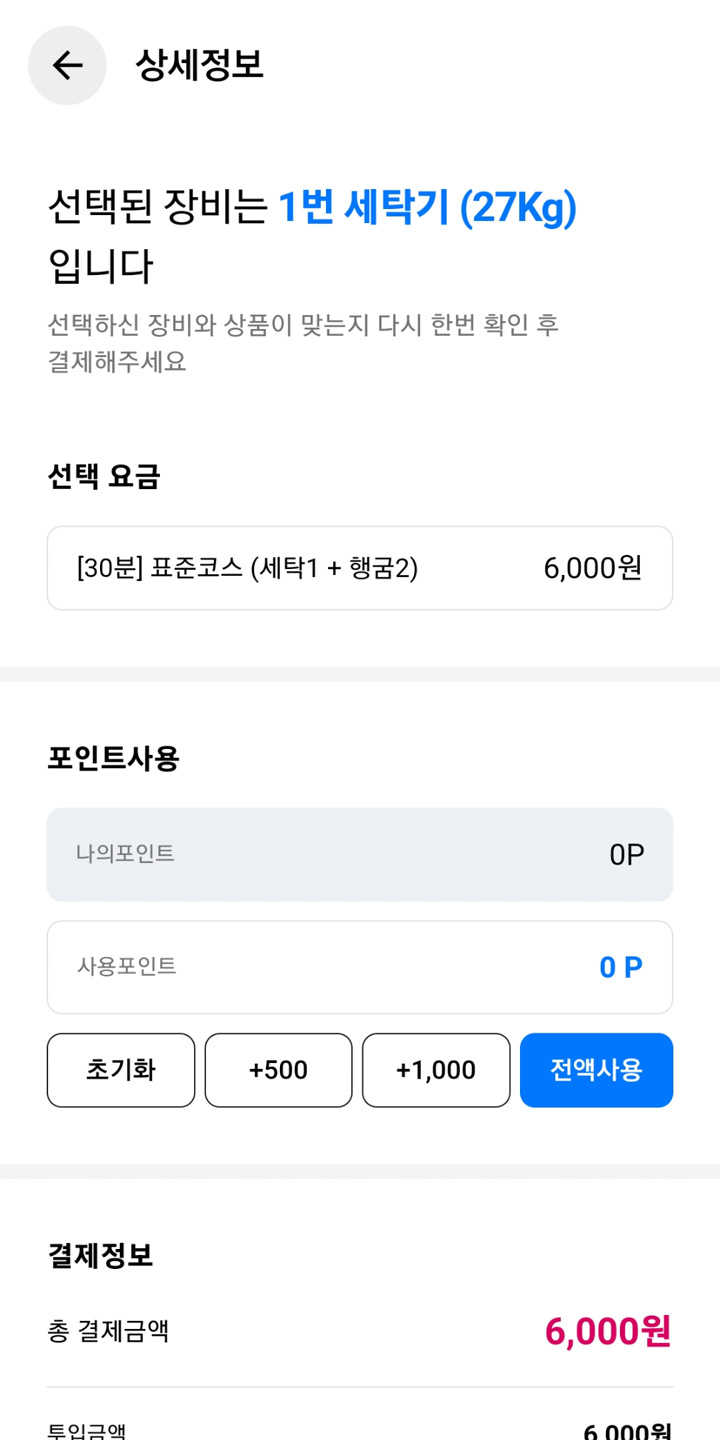 상세정보
선택된 장비는 1번 세탁기 (27Kg)
입니다
선택하신 장비와 상품이 맞는지 다시 한번 확인 후
결제해주세요
선택 요금
[30분] 표준코스 (세탁1 + 행굼2) 6,000원
포인트사용
나의포인트 0P
사용포인트 0 P
초기화 +500 +1,000 전액사용
결제정보
총 결제금액 6,000원
투입금액 6,000원